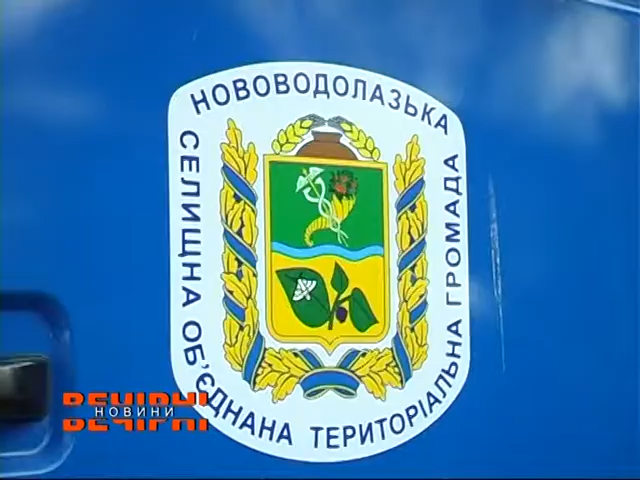 НОВОВОДОЛАЗЬКА
СЕЛИЩНА ОБ'ЄДНАНА ТЕРИТОРІАЛЬНА ГРОМАДА
ВЕЧІРНІ
НОВИНИ